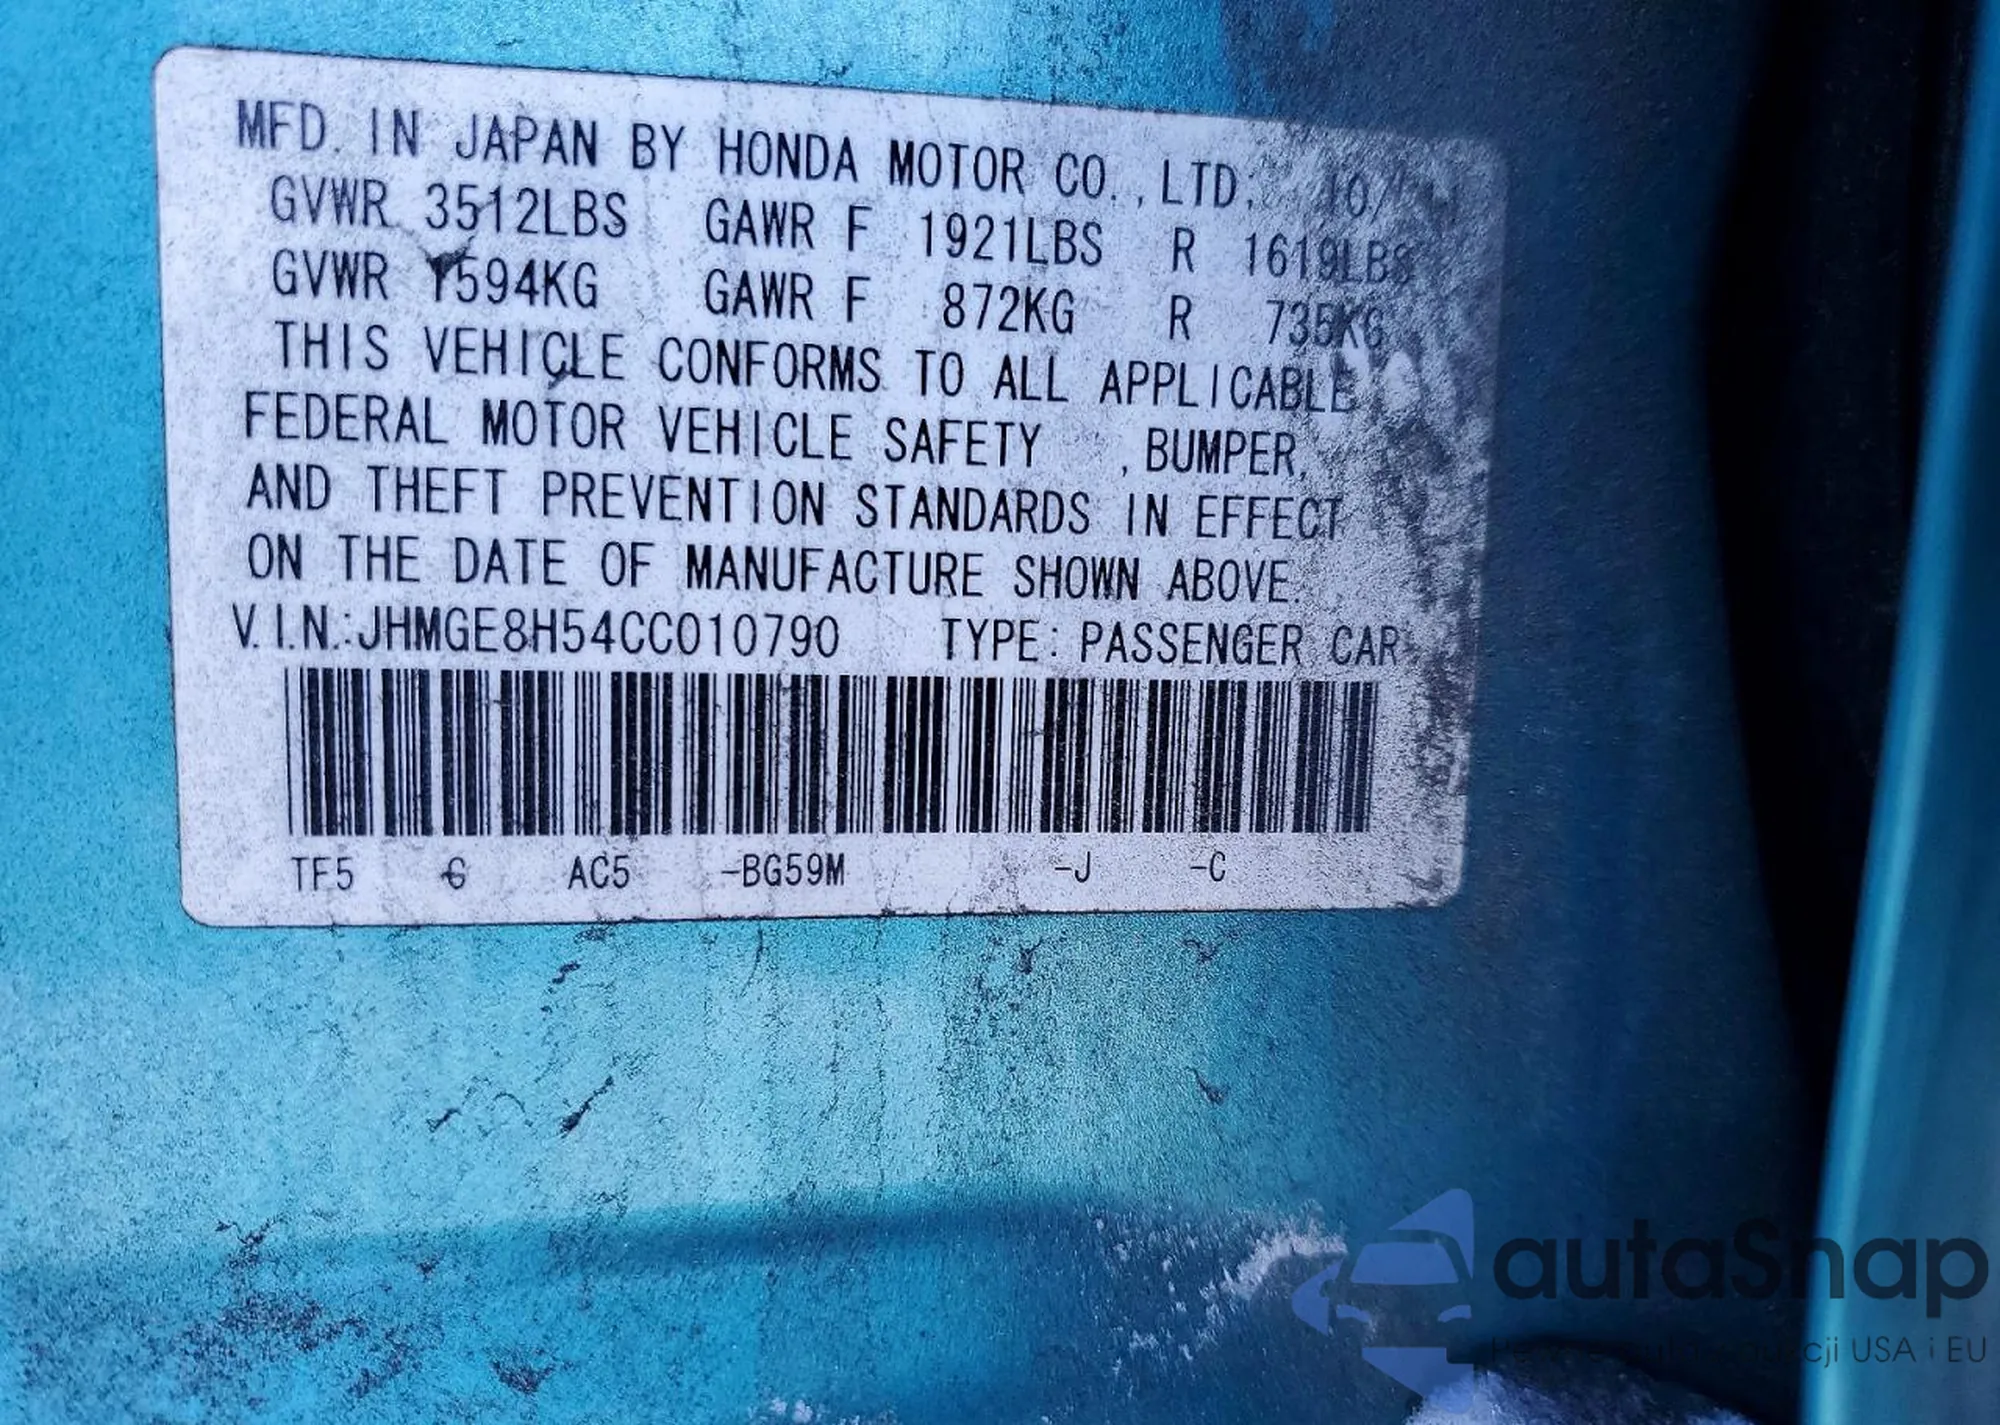 MFD. IN JAPAN BY HONDA MOTOR CO.,LTD. 10/
GVWR 3512LBS GAWR F 1921LBS R 1619LBS
GVWR 1594KG GAWR F 872KG R 735KG
THIS VEHICLE CONFORMS TO ALL APPLICABLE
FEDERAL MOTOR VEHICLE SAFETY ,BUMPER,
AND THEFT PREVENTION STANDARDS IN EFFECT
ON THE DATE OF MANUFACTURE SHOWN ABOVE.
V.I.N.:JHMGE8H54CC010790 TYPE: PASSENGER CAR
TF5 -G AC5 -BG59M -J -C
autaSnap
USA i EU